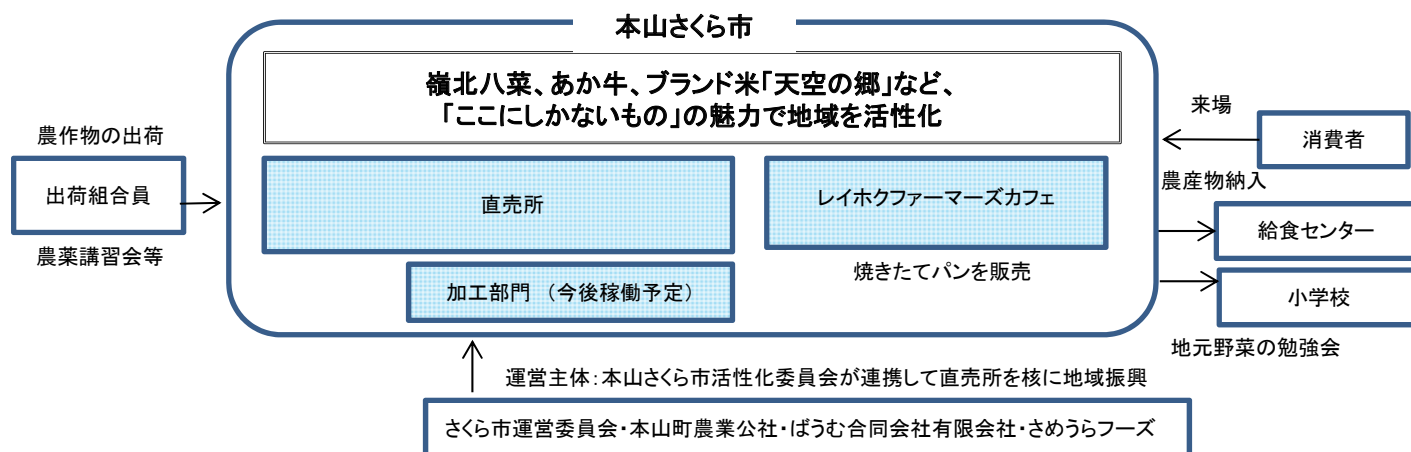 本山さくら市
嶺北八菜、あか牛、ブランド米「天空の郷」など、
「ここにしかないもの」の魅力で地域を活性化
農作物の出荷
出荷組合員
農薬講習会等
直売所
レイホクファーマーズカフェ
焼きたてパンを販売
加工部門 （今後稼働予定）
来場
消費者
農産物納入
給食センター
小学校
地元野菜の勉強会
運営主体：本山さくら市活性化委員会が連携して直売所を核に地域振興
さくら市運営委員会・本山町農業公社・ばうむ合同会社有限会社・さめうらフーズ